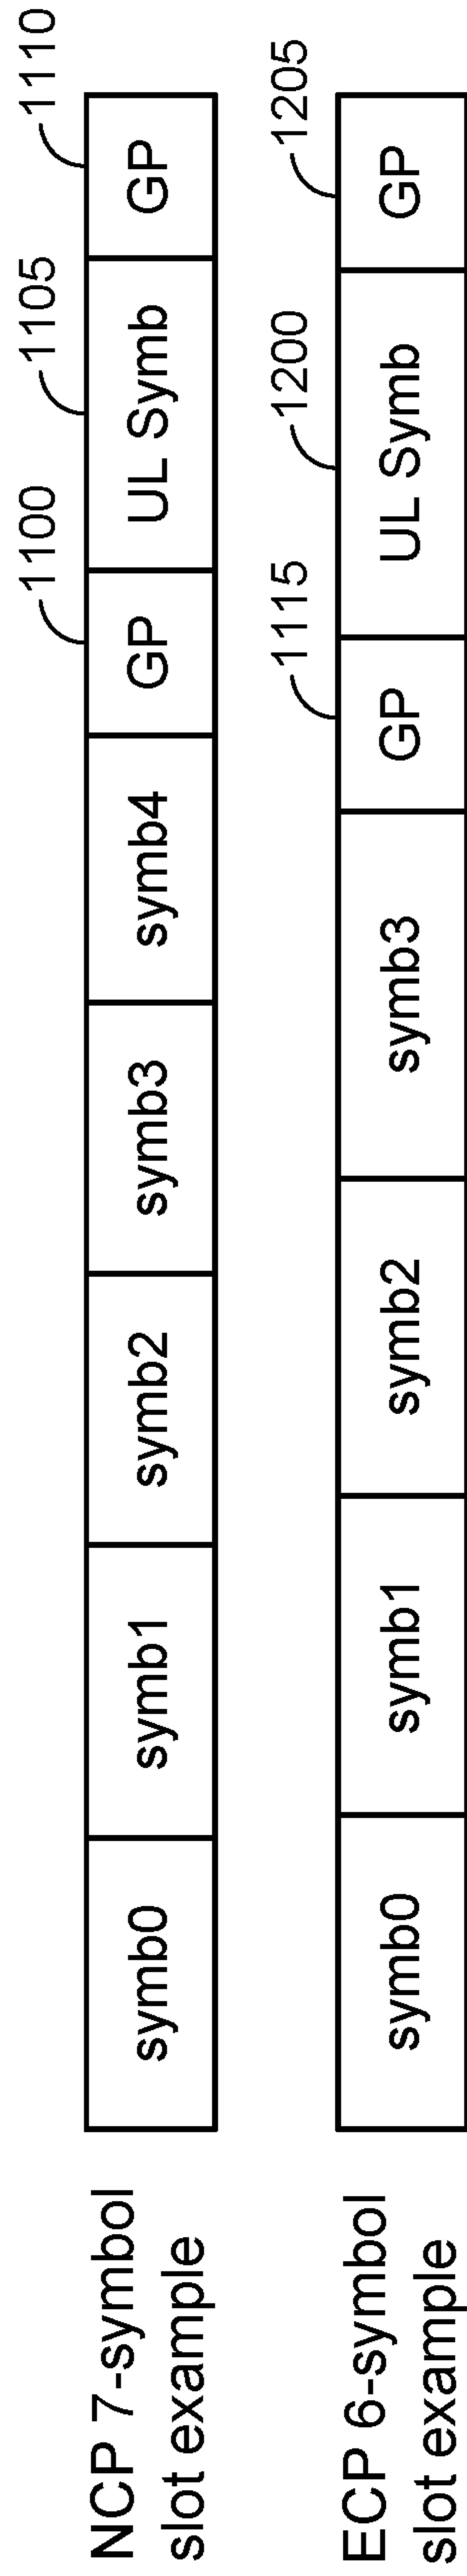 NCP 7-symbol
slot example
symb0
symb1
symb2
symb3
symb4
GP
UL Symb
GP
1100
1105
1110
ECP 6-symbol
slot example
symb0
symb1
symb2
symb3
GP
UL Symb
GP
1115
1200
1205